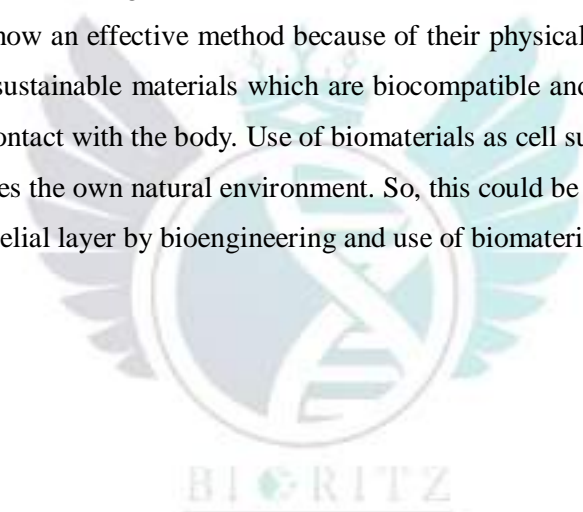 now an effective method because of their physical
sustainable materials which are biocompatible and
ontact with the body. Use of biomaterials as cell su
es the own natural environment. So, this could be
elial layer by bioengineering and use of biomateri
BIORITZ